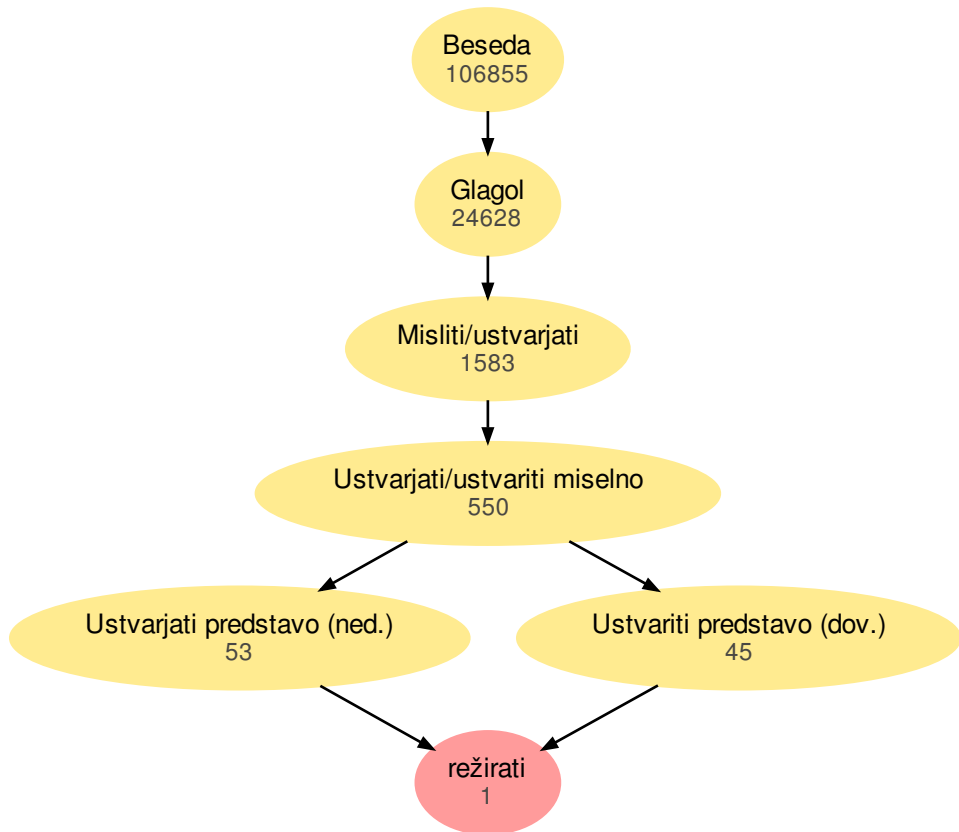 Beseda
106855
Glagol
24628
Misliti/ustvarjati
1583
Ustvarjati/ustvariti miselno
550
Ustvarjati predstavo (ned.)
53
Ustvariti predstavo (dov.)
45
režirati
1